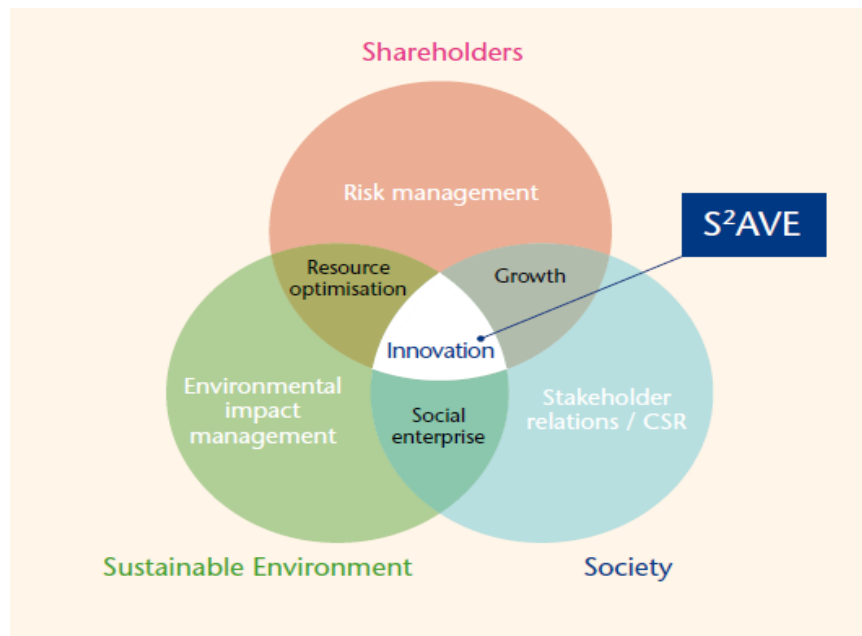 Shareholders
Risk management
S²AVE
Resource
optimisation
Growth
Innovation
Environmental
impact
management
Social
enterprise
Stakeholder
relations / CSR
Sustainable Environment
Society